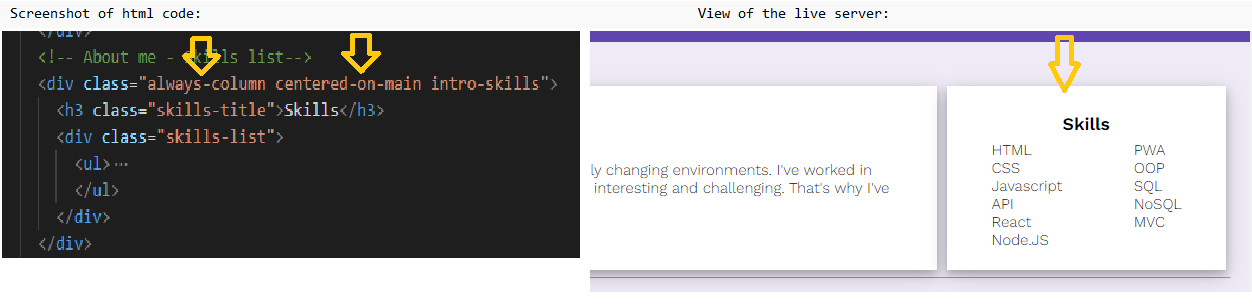 Screenshot of html code:
</div>
<!-- About me - skills list-->
<div class="always-column centered-on-main intro-skills">
<h3 class="skills-title">Skills</h3>
<div class="skills-list">
<ul>···
</ul>
</div>
</div>
View of the live server:
ly changing environments. I've worked in
interesting and challenging. That's why I've
Skills
HTML
CSS
Javascript
API
React
Node.JS
PWA
OOP
SQL
NoSQL
MVC